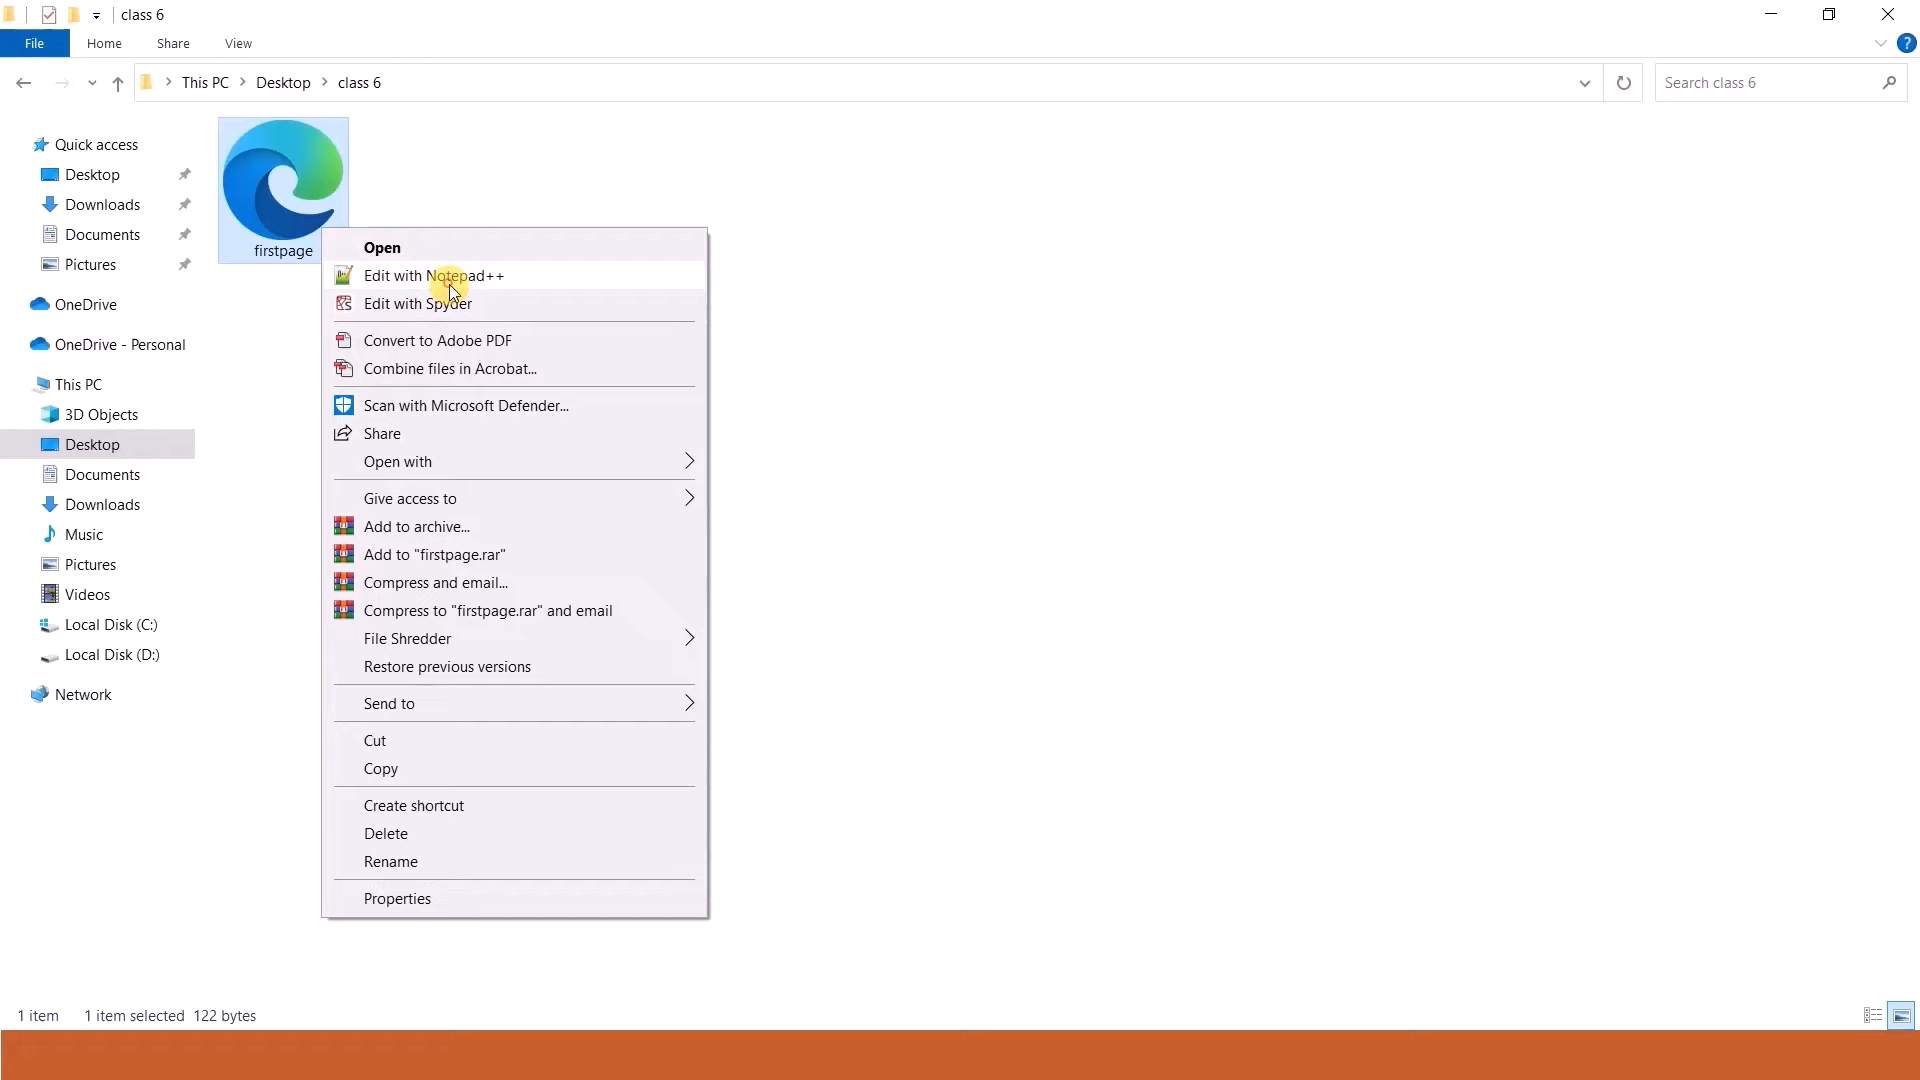 class 6
File Home Share View
This PC Desktop class 6
Search class 6
Quick access
Desktop
Downloads
Documents
Pictures
OneDrive
OneDrive - Personal
This PC
3D Objects
Desktop
Documents
Downloads
Music
Pictures
Videos
Local Disk (C:)
Local Disk (D:)
Network
firstpage
Open
Edit with Notepad++
Edit with Spyder
Convert to Adobe PDF
Combine files in Acrobat...
Scan with Microsoft Defender...
Share
Open with
Give access to
Add to archive...
Add to "firstpage.rar"
Compress and email...
Compress to "firstpage.rar" and email
File Shredder
Restore previous versions
Send to
Cut
Copy
Create shortcut
Delete
Rename
Properties
1 item 1 item selected 122 bytes